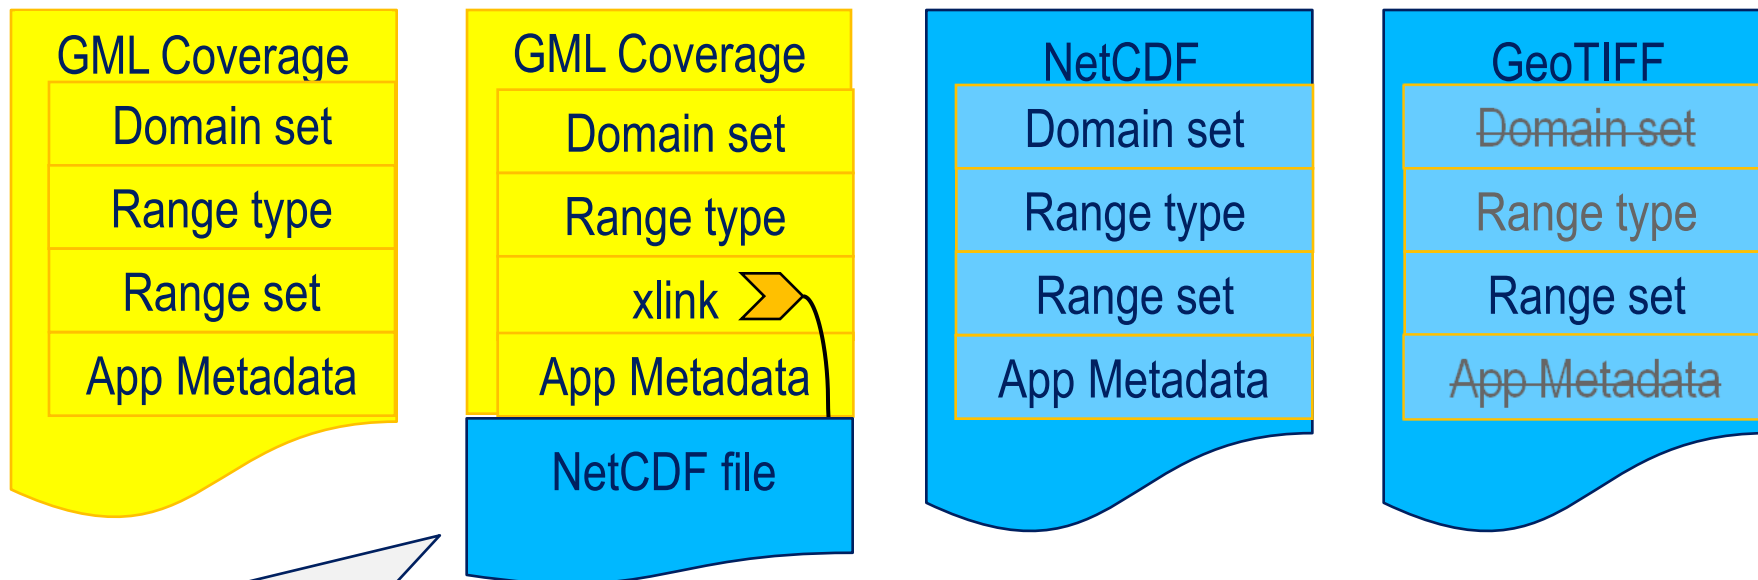 GML Coverage
Domain set
Range type
Range set
App Metadata
GML Coverage
Domain set
Range type
xlink
App Metadata
NetCDF file
NetCDF
Domain set
Range type
Range set
App Metadata
GeoTIFF
Domain set
Range type
Range set
App Metadata